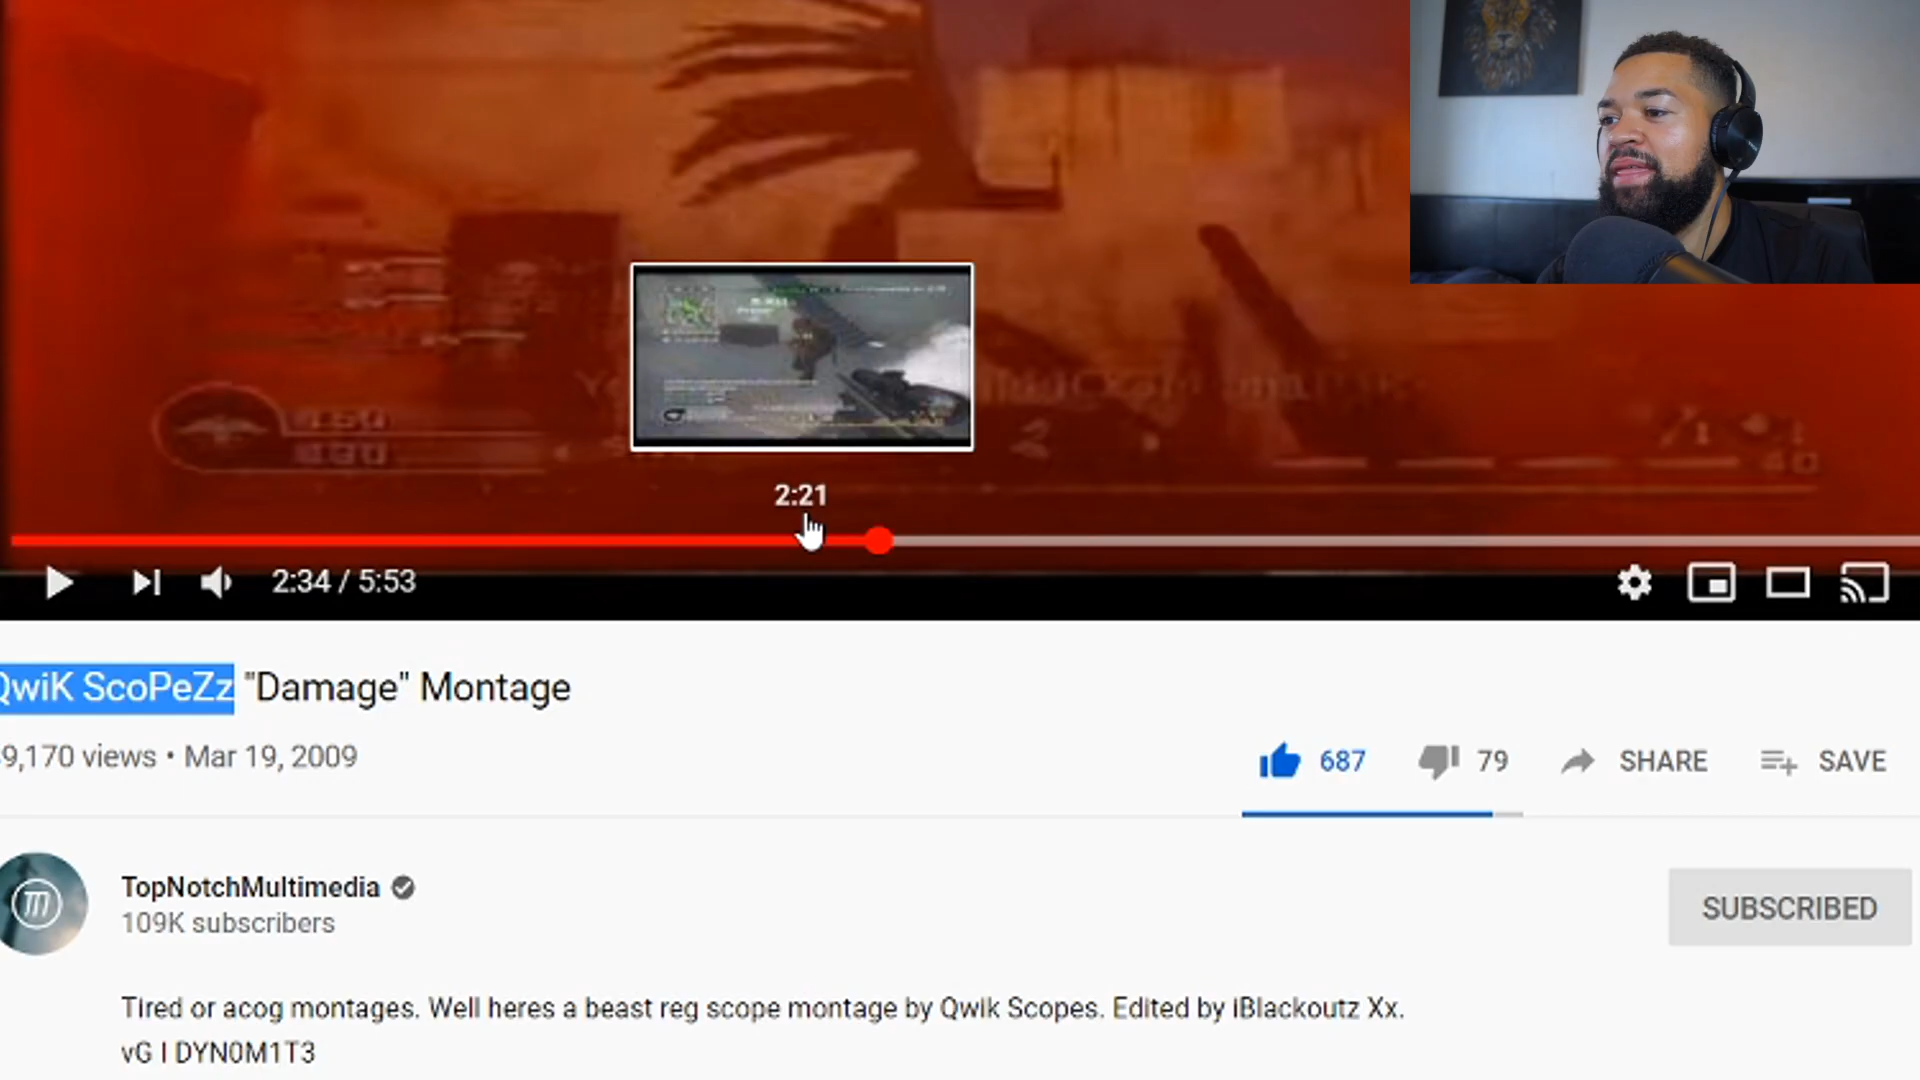 2:21
2:34 / 5:53
QwiK ScoPeZz "Damage" Montage
9,170 views • Mar 19, 2009
687
79
SHARE
SAVE
TopNotchMultimedia
109K subscribers
SUBSCRIBED
Tired or acog montages. Well heres a beast reg scope montage by Qwik Scopes. Edited by iBlackoutz Xx.
vG l DYN0M1T3